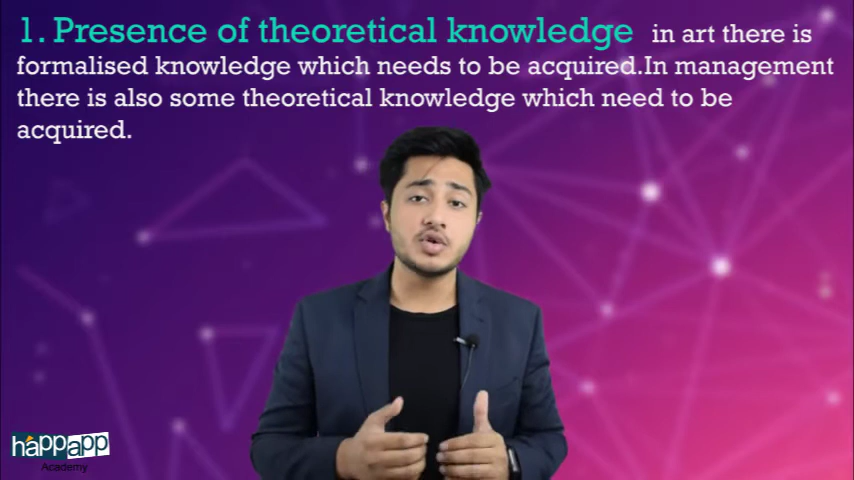 1. Presence of theoretical knowledge in art there is
formalised knowledge which needs to be acquired.In management
there is also some theoretical knowledge which need to be
acquired.
happapp
Academy